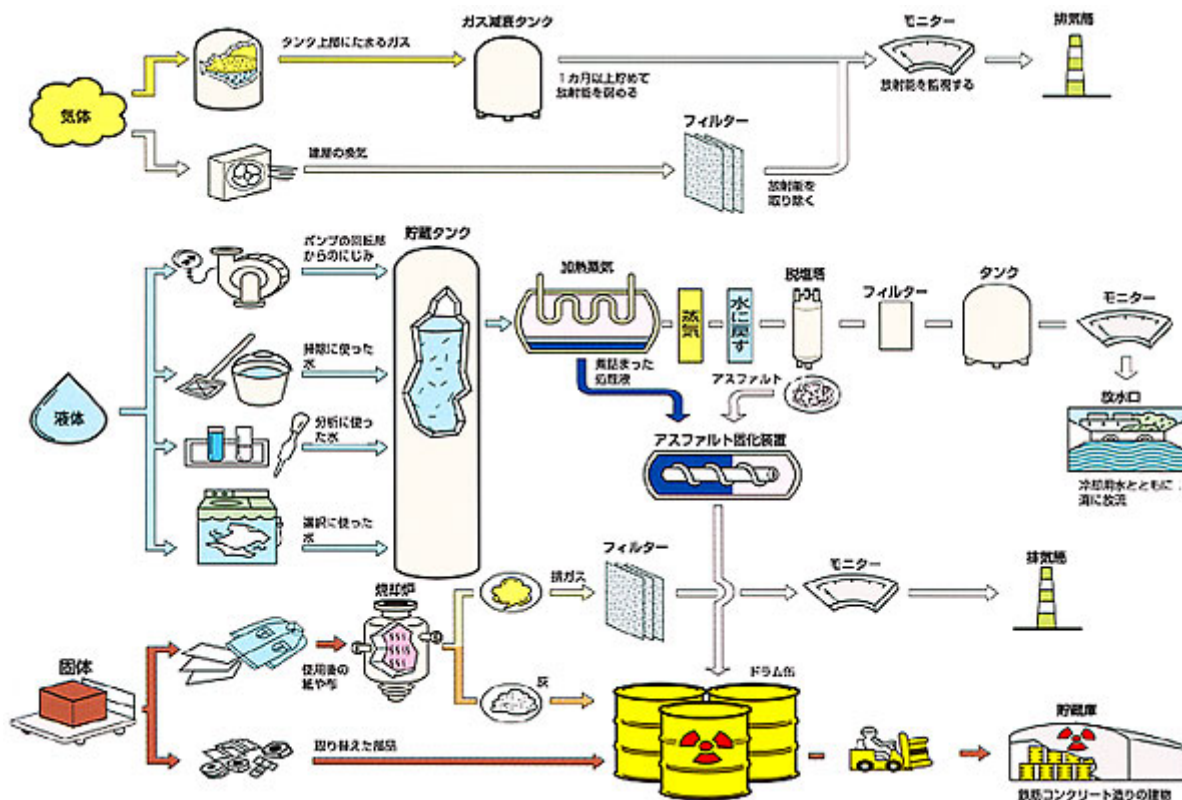 ガス減衰タンク
モニター
排気筒
タンク上部にたまるガス
1カ月以上貯めて
放射能を弱める
放射能を監視する
気体
フィルター
建屋の換気
放射能を
取り除く
ポンプの回転部
からのにじみ
貯蔵タンク
加熱蒸気
蒸気
水に戻す
脱塩塔
フィルター
タンク
モニター
掃除に使った
水
煮詰まった
処理液
アスファルト
放水口
液体
分析に使っ
た水
アスファルト固化装置
冷却用水とともに
海に放流
選択に使った
水
フィルター
モニター
排気筒
排ガス
焼却炉
固体
使用後の
紙や布
灰
ドラム缶
貯蔵庫
取り替えた部品
鉄筋コンクリート造りの建物